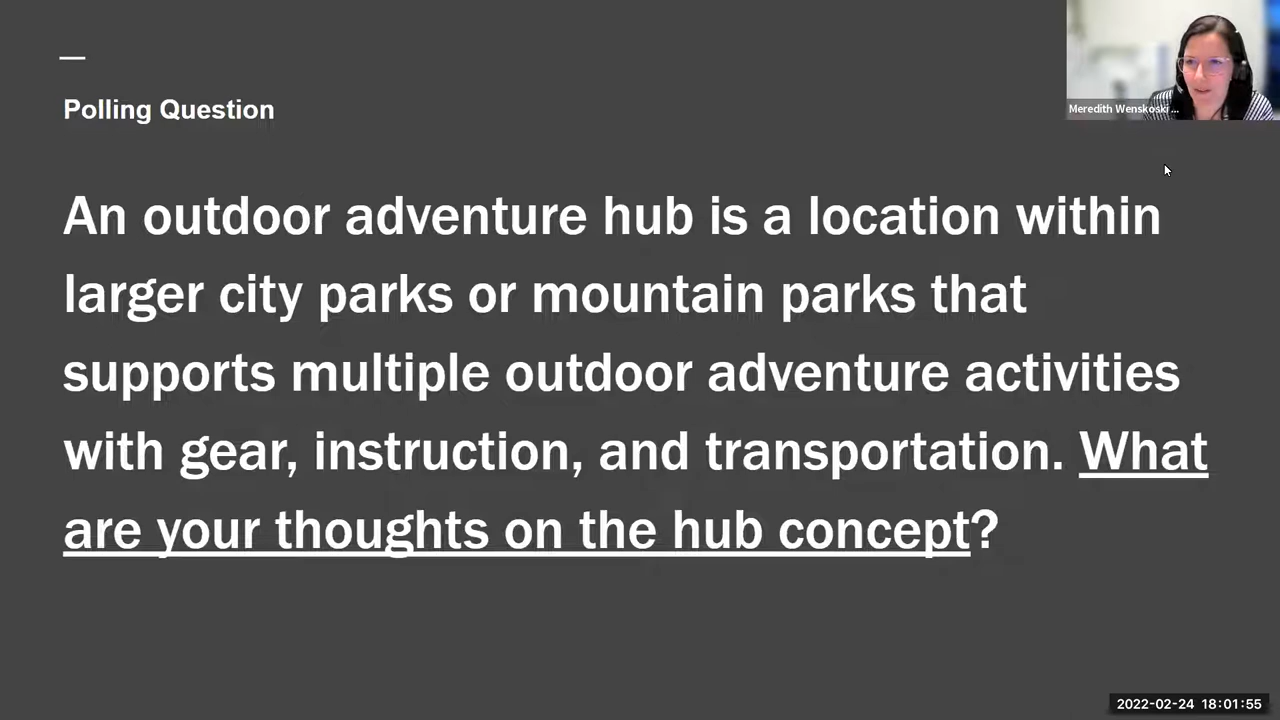 Polling Question
Meredith Wenskoski ...
An outdoor adventure hub is a location within
larger city parks or mountain parks that
supports multiple outdoor adventure activities
with gear, instruction, and transportation. What
are your thoughts on the hub concept?
2022-02-24 18:01:55